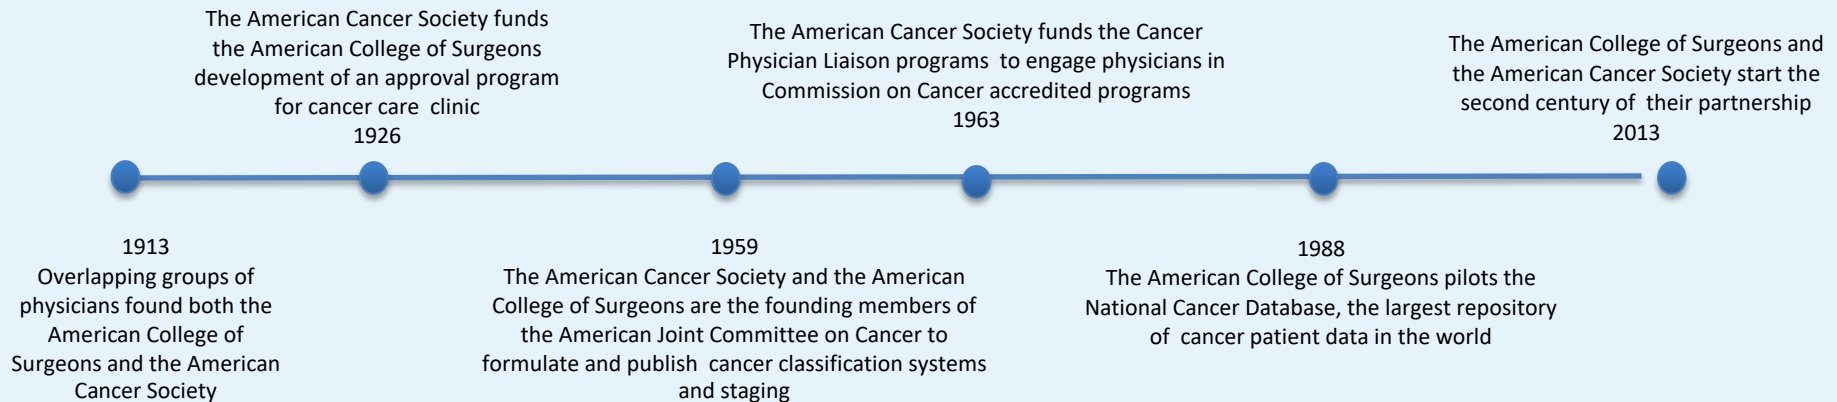 The American Cancer Society funds
the American College of Surgeons
development of an approval program
for cancer care  clinic
1926
The American Cancer Society funds the Cancer
Physician Liaison programs  to engage physicians in
Commission on Cancer accredited programs
1963
The American College of Surgeons and
the American Cancer Society start the
second century of  their partnership
2013
1913
Overlapping groups of
physicians found both the
American College of
Surgeons and the American
Cancer Society
1959
The American Cancer Society and the American
College of Surgeons are the founding members of
the American Joint Committee on Cancer to
formulate and publish  cancer classification systems
and staging
1988
The American College of Surgeons pilots the
National Cancer Database, the largest repository
of  cancer patient data in the world